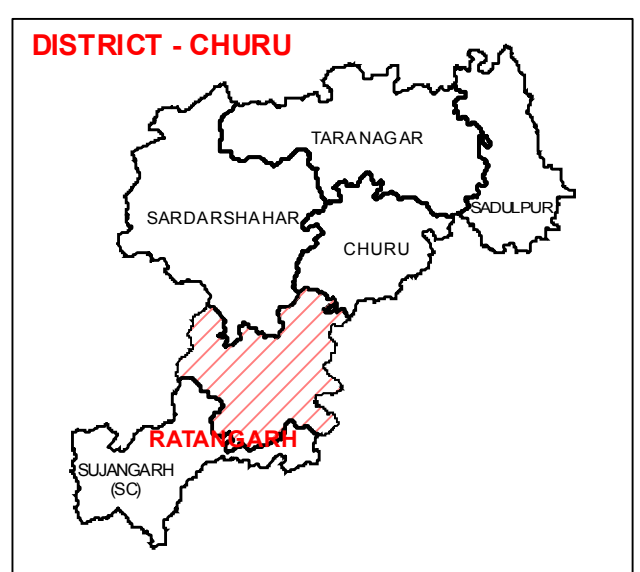 DISTRICT - CHURU
TARANAGAR
SADULPUR
SARDARSHAHAR
CHURU
RATANGARH
SUJANGARH
(SC)